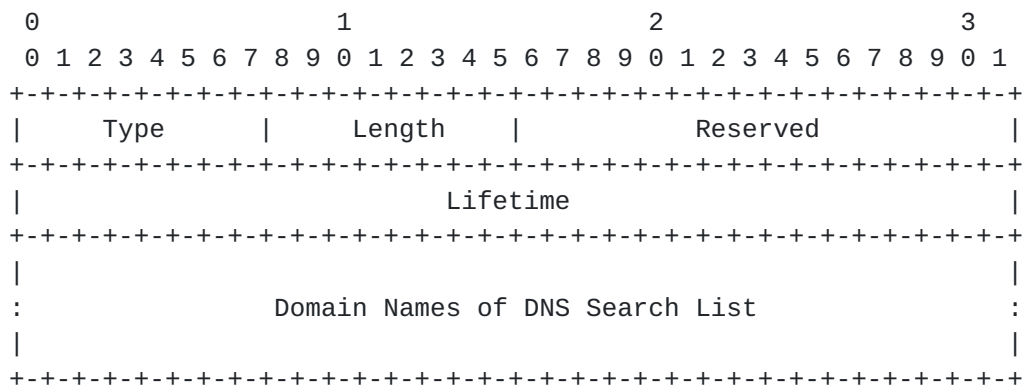 0                   1                   2                   3
 0 1 2 3 4 5 6 7 8 9 0 1 2 3 4 5 6 7 8 9 0 1 2 3 4 5 6 7 8 9 0 1
+-+-+-+-+-+-+-+-+-+-+-+-+-+-+-+-+-+-+-+-+-+-+-+-+-+-+-+-+-+-+-+-+
|     Type      |     Length    |           Reserved            |
+-+-+-+-+-+-+-+-+-+-+-+-+-+-+-+-+-+-+-+-+-+-+-+-+-+-+-+-+-+-+-+-+
|                           Lifetime                            |
+-+-+-+-+-+-+-+-+-+-+-+-+-+-+-+-+-+-+-+-+-+-+-+-+-+-+-+-+-+-+-+-+
|                                                               |
:                Domain Names of DNS Search List                :
|                                                               |
+-+-+-+-+-+-+-+-+-+-+-+-+-+-+-+-+-+-+-+-+-+-+-+-+-+-+-+-+-+-+-+-+